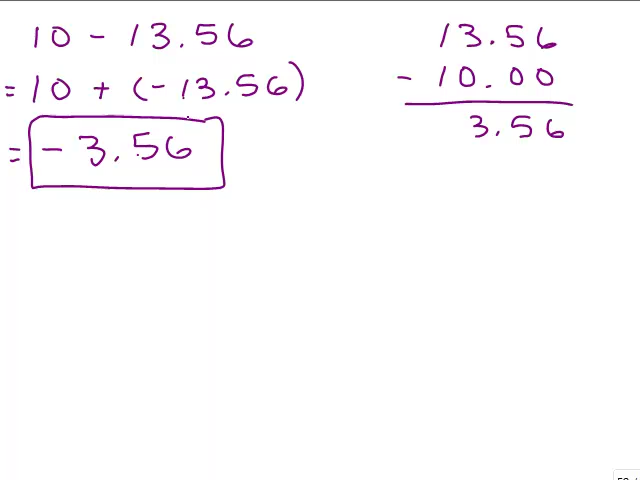 10 - 13.56
= 10 + (-13.56)
= -3.56
13.56
- 10.00
3.56